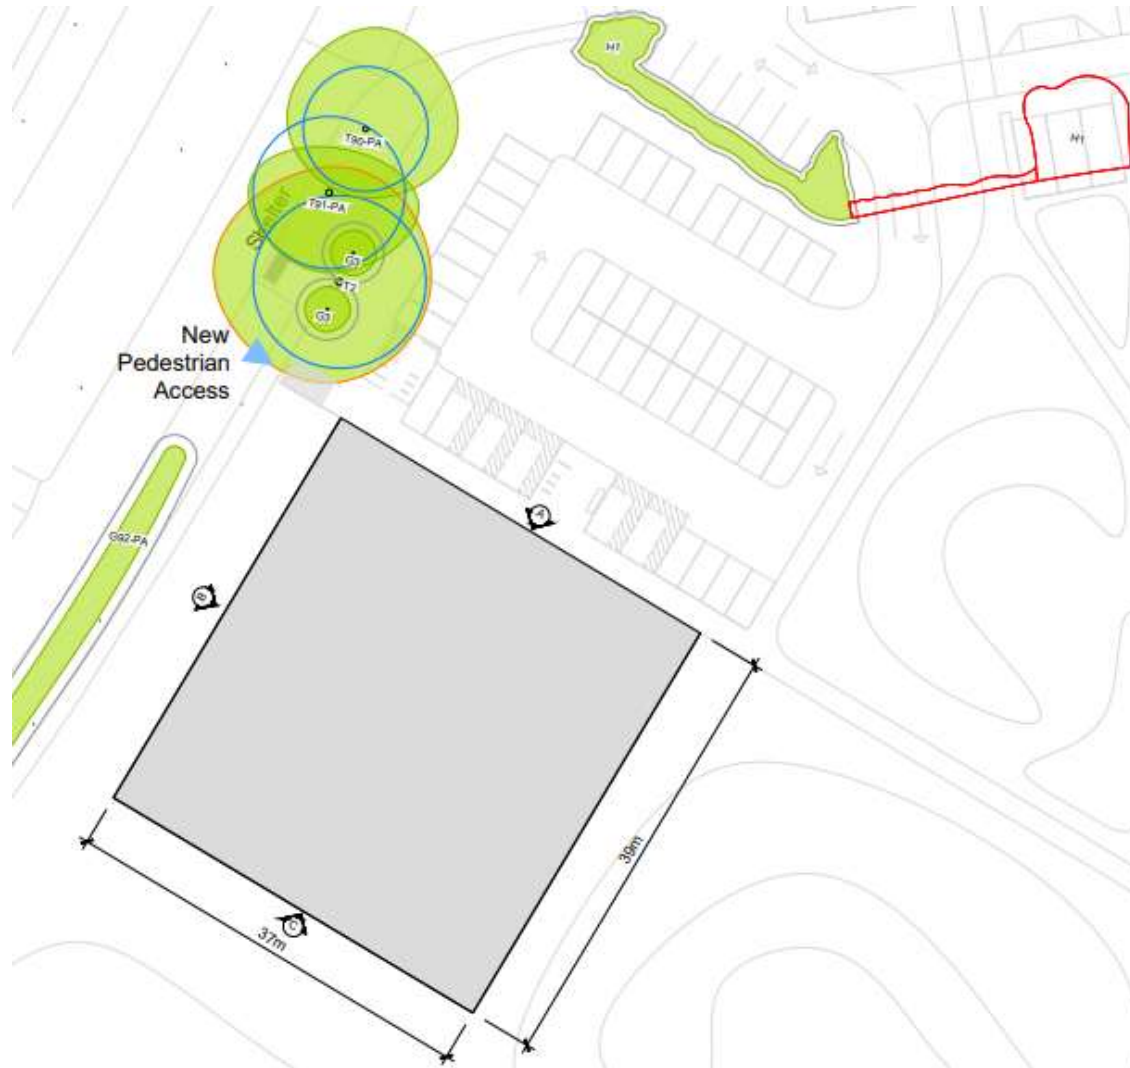 H1
T90-PA
H1
T91-PA
Shelter
G3
T2
G3
New
Pedestrian
Access
A
G92-PA
B
39m
C
37m